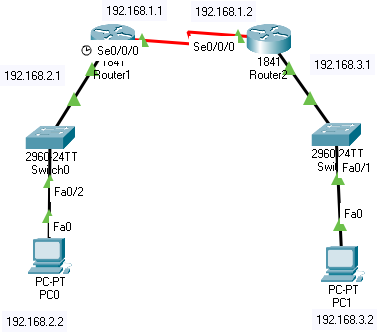 192.168.1.1
192.168.1.2
Se0/0/0
Se0/0/0
1841
Router1
1841
Router2
192.168.2.1
192.168.3.1
2960-24TT
Switch0
2960-24TT
Fa0/2
Fa0/1
Fa0
Fa0
PC-PT
PC0
PC-PT
PC1
192.168.2.2
192.168.3.2